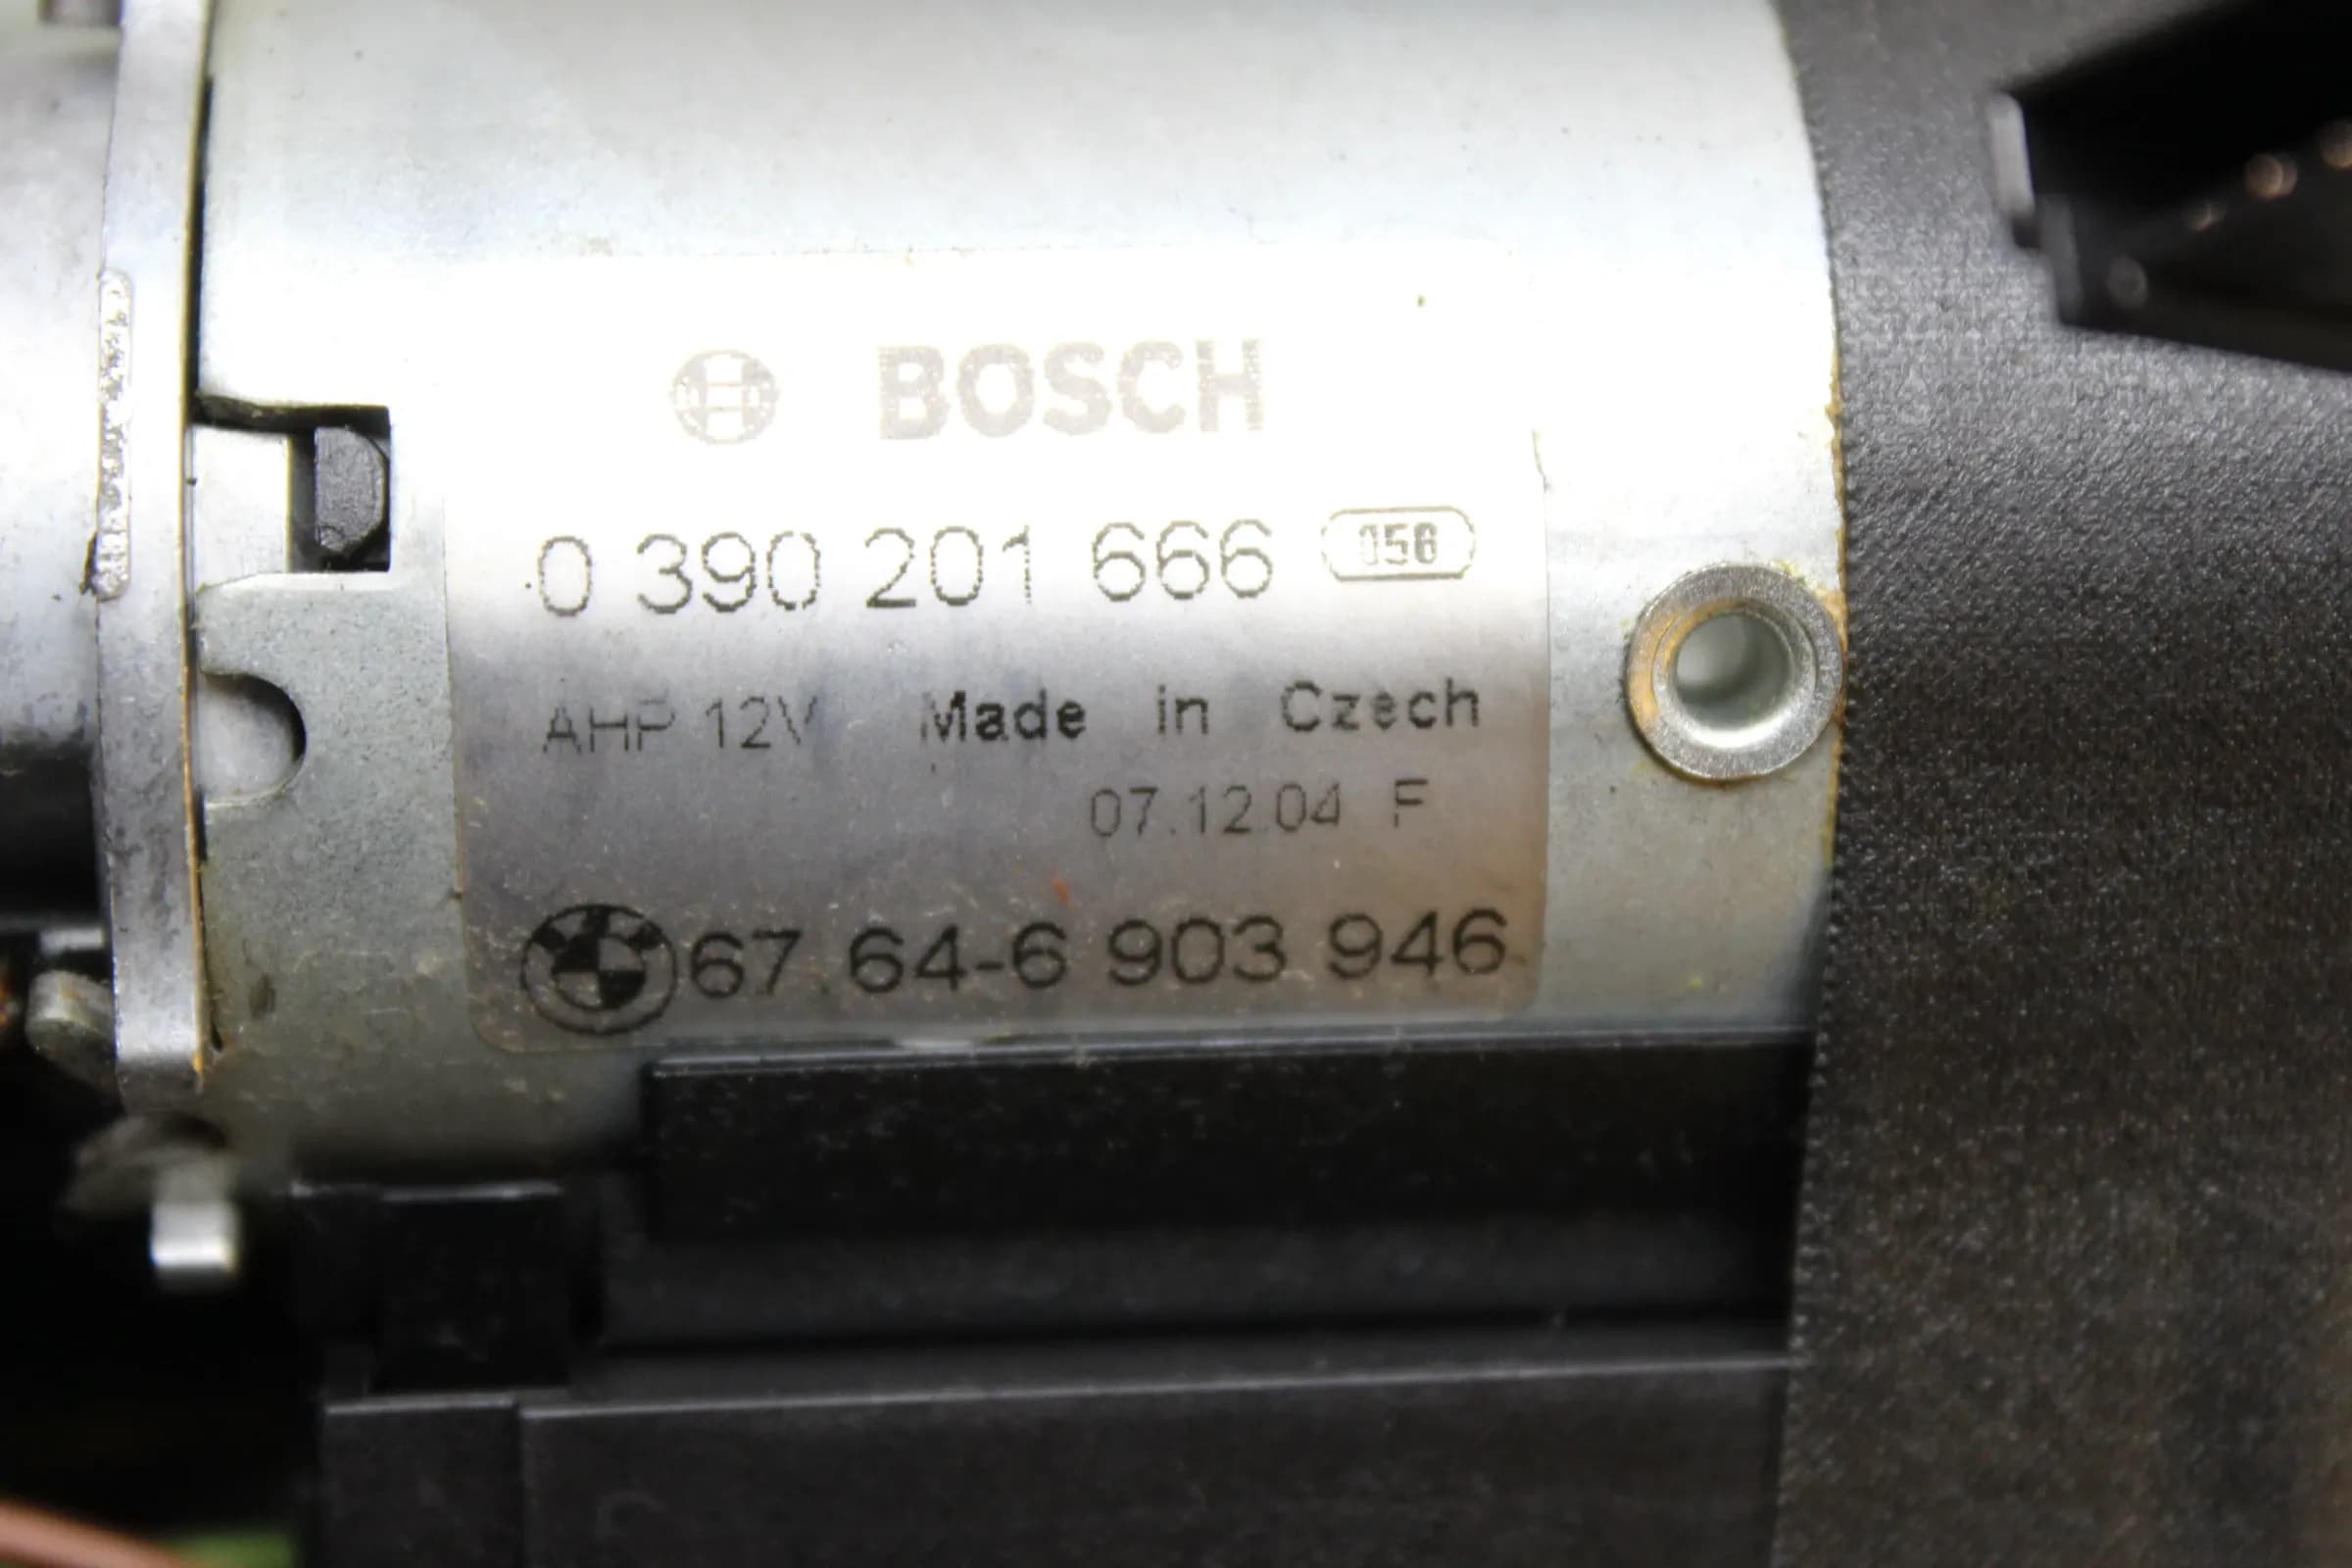 BOSCH
0 390 201 666 056
AHP 12V Made in Czech
07.12.04 F
67.64-6 903 946